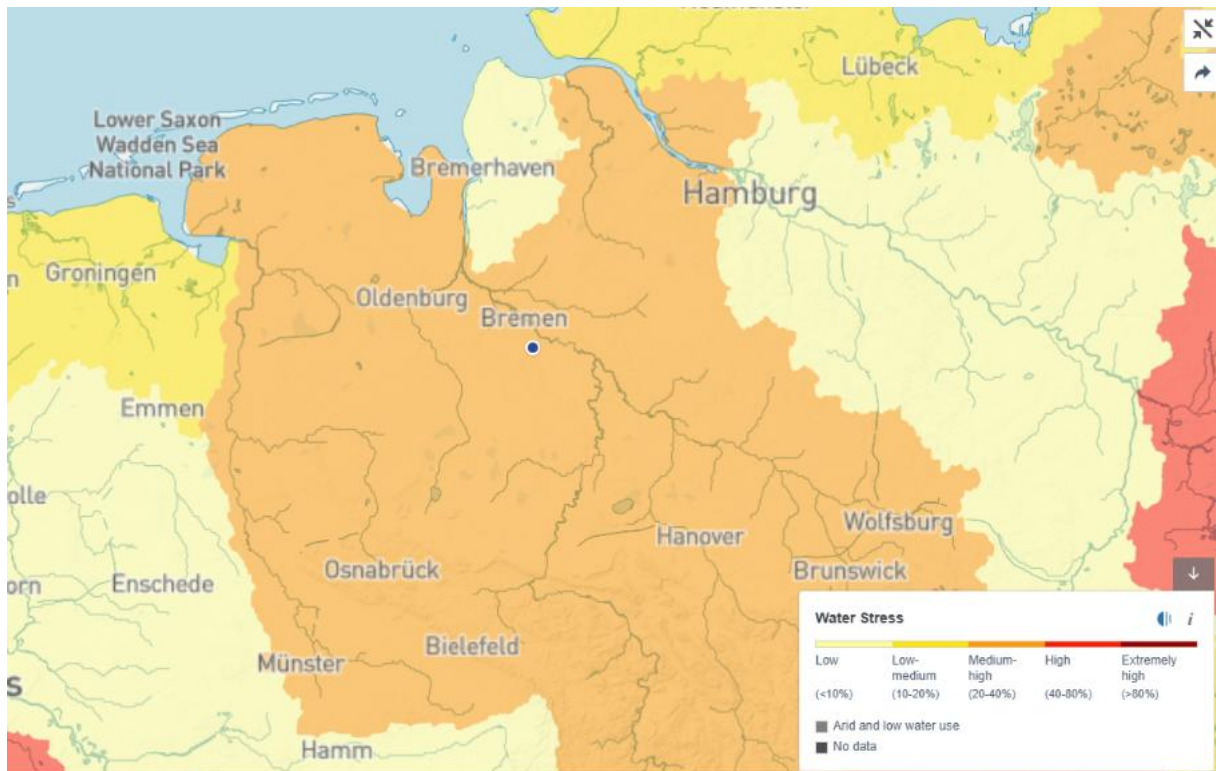 Lübeck
Lower Saxon
Wadden Sea
National Park
Bremerhaven
Hamburg
Groningen
Oldenburg
Bremen
Emmen
olle
Wolfsburg
Hanover
Osnabrück
Brunswick
Enschede
orn
Bielefeld
Münster
s
Hamm
Water Stress
i
Low
Low-
medium
Medium-
high
High
Extremely
high
(<10%)
(10-20%)
(20-40%)
(40-80%)
(>80%)
Arid and low water use
No data